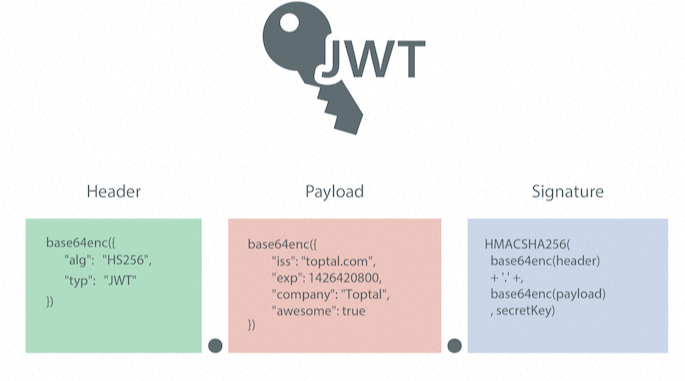 JWT
Header
base64enc({
"alg": "HS256",
"typ": "JWT"
})
Payload
base64enc({
"iss": "toptal.com",
"exp": 1426420800,
"company": "Toptal",
"awesome": true
})
Signature
HMACSHA256(
base64enc(header)
+ '.' +,
base64enc(payload)
, secretKey)